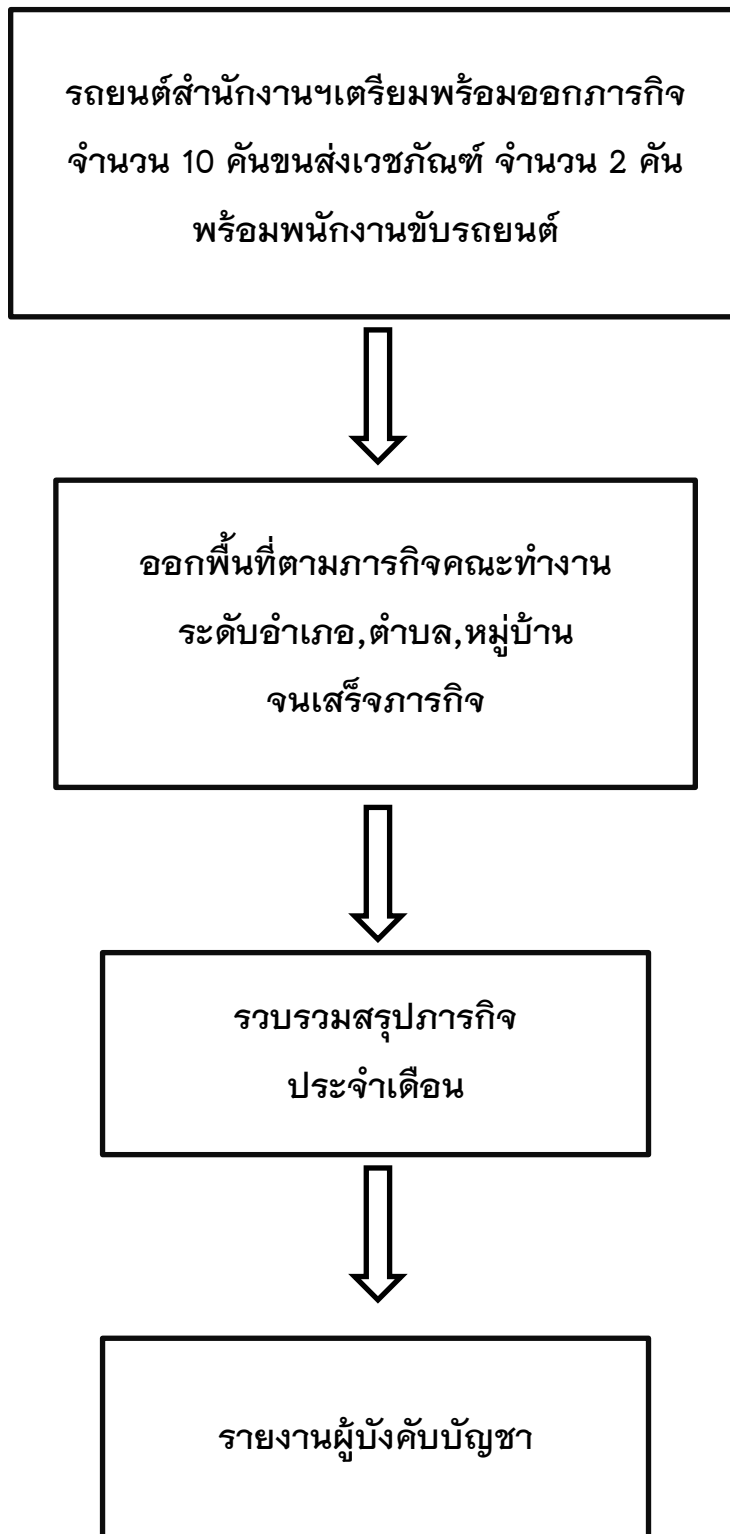 รถยนต์สำนักงานฯเตรียมพร้อมออกภารกิจ
จำนวน 10 คันขนส่งเวชภัณฑ์ จำนวน 2 คัน
พร้อมพนักงานขับรถยนต์
ออกพื้นที่ตามภารกิจคณะทำงาน
ระดับอำเภอ,ตำบล,หมู่บ้าน
จนเสร็จภารกิจ
รวบรวมสรุปภารกิจ
ประจำเดือน
รายงานผู้บังคับบัญชา